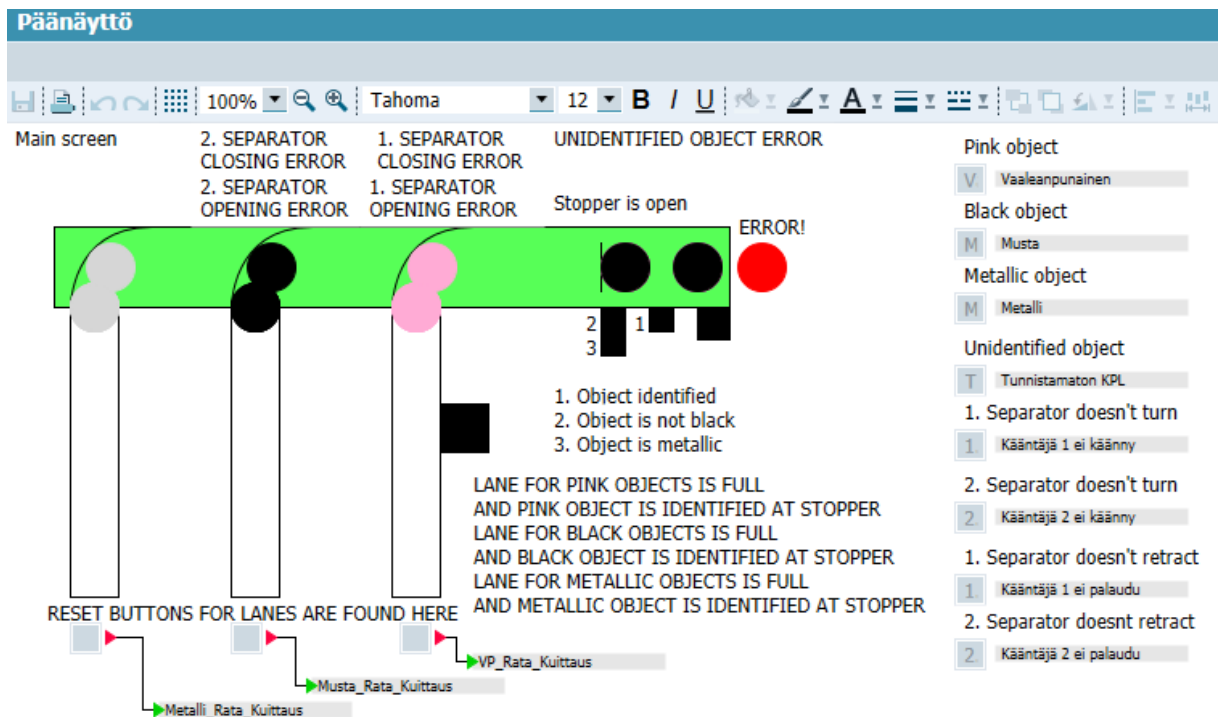 Päänäyttö
100%
Tahoma
12
B I U
A
Main screen
2. SEPARATOR
CLOSING ERROR
2. SEPARATOR
OPENING ERROR
1. SEPARATOR
CLOSING ERROR
1. SEPARATOR
OPENING ERROR
UNIDENTIFIED OBJECT ERROR
Stopper is open
ERROR!
2
1
3
1. Object identified
2. Object is not black
3. Object is metallic
LANE FOR PINK OBJECTS IS FULL
AND PINK OBJECT IS IDENTIFIED AT STOPPER
LANE FOR BLACK OBJECTS IS FULL
AND BLACK OBJECT IS IDENTIFIED AT STOPPER
LANE FOR METALLIC OBJECTS IS FULL
AND METALLIC OBJECT IS IDENTIFIED AT STOPPER
RESET BUTTONS FOR LANES ARE FOUND HERE
VP_Rata_Kuittaus
Musta_Rata_Kuittaus
Metalli_Rata_Kuittaus
Pink object
V Vaaleanpunainen
Black object
M Musta
Metallic object
M Metalli
Unidentified object
T Tunnistamaton KPL
1. Separator doesn't turn
1. Kääntäjä 1 ei käänny
2. Separator doesn't turn
2. Kääntäjä 2 ei käänny
1. Separator doesn't retract
1. Kääntäjä 1 ei palaudu
2. Separator doesnt retract
2. Kääntäjä 2 ei palaudu